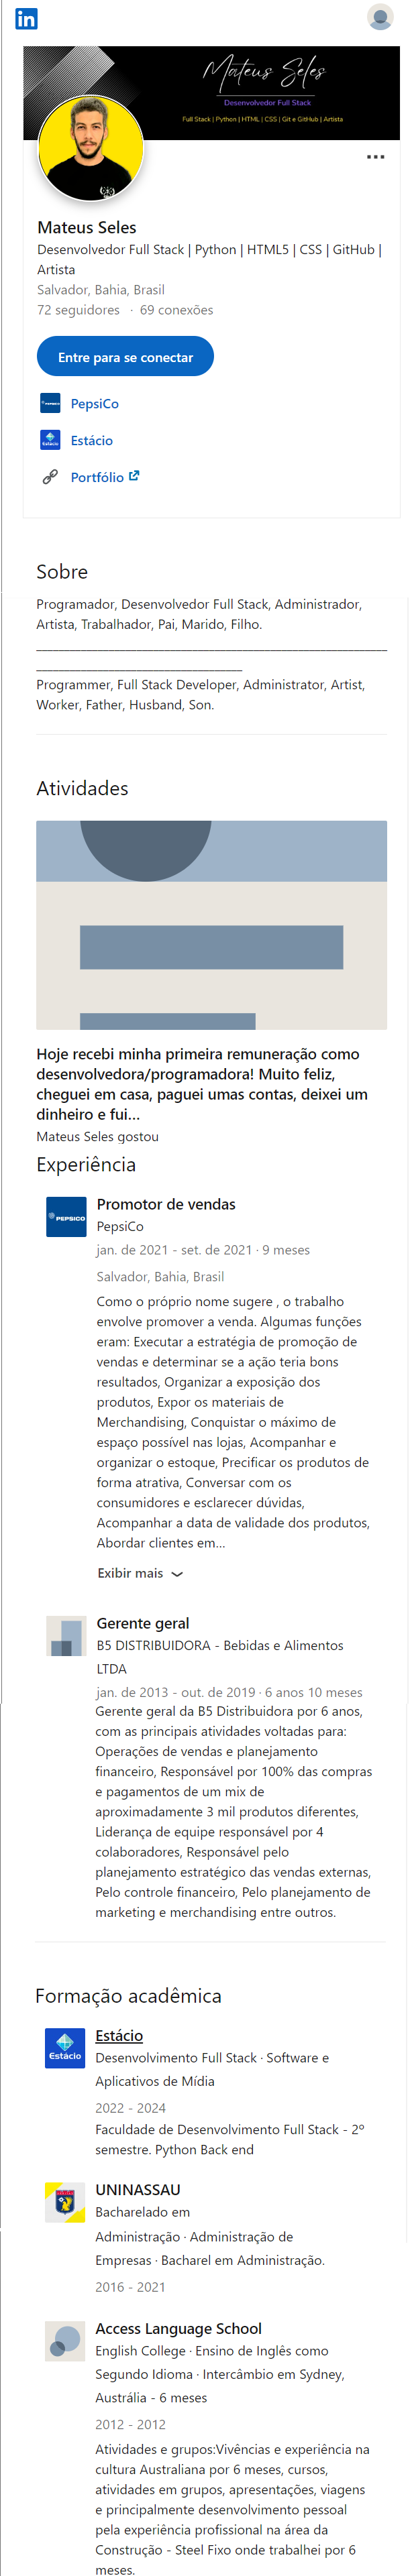 in
Mateus Seles
Desenvolvedor Full Stack
Full Stack | Python | HTML | CSS | Git e GitHub | Artista
Mateus Seles
Desenvolvedor Full Stack | Python | HTML5 | CSS | GitHub |
Artista
Salvador, Bahia, Brasil
72 seguidores · 69 conexões
Entre para se conectar
PEPSICO PepsiCo
Estácio Estácio
Portfólio
Sobre
Programador, Desenvolvedor Full Stack, Administrador,
Artista, Trabalhador, Pai, Marido, Filho.
Programmer, Full Stack Developer, Administrator, Artist,
Worker, Father, Husband, Son.
Atividades
Hoje recebi minha primeira remuneração como
desenvolvedora/programadora! Muito feliz,
cheguei em casa, paguei umas contas, deixei um
dinheiro e fui...
Mateus Seles gostou
Experiência
PEPSICO
Promotor de vendas
PepsiCo
jan. de 2021 - set. de 2021 · 9 meses
Salvador, Bahia, Brasil
Como o próprio nome sugere , o trabalho
envolve promover a venda. Algumas funções
eram: Executar a estratégia de promoção de
vendas e determinar se a ação teria bons
resultados, Organizar a exposição dos
produtos, Expor os materiais de
Merchandising, Conquistar o máximo de
espaço possível nas lojas, Acompanhar e
organizar o estoque, Precificar os produtos de
forma atrativa, Conversar com os
consumidores e esclarecer dúvidas,
Acompanhar a data de validade dos produtos,
Abordar clientes em...
Exibir mais
Gerente geral
B5 DISTRIBUIDORA - Bebidas e Alimentos
LTDA
jan. de 2013 - out. de 2019 · 6 anos 10 meses
Gerente geral da B5 Distribuidora por 6 anos,
com as principais atividades voltadas para:
Operações de vendas e planejamento
financeiro, Responsável por 100% das compras
e pagamentos de um mix de
aproximadamente 3 mil produtos diferentes,
Liderança de equipe responsável por 4
colaboradores, Responsável pelo
planejamento estratégico das vendas externas,
Pelo controle financeiro, Pelo planejamento de
marketing e merchandising entre outros.
Formação acadêmica
Estácio
Estácio
Desenvolvimento Full Stack · Software e
Aplicativos de Mídia
2022 - 2024
Faculdade de Desenvolvimento Full Stack - 2º
semestre. Python Back end
UNINASSAU
Bacharelado em
Administração · Administração de
Empresas · Bacharel em Administração.
2016 - 2021
Access Language School
English College · Ensino de Inglês como
Segundo Idioma · Intercâmbio em Sydney,
Austrália - 6 meses
2012 - 2012
Atividades e grupos:Vivências e experiência na
cultura Australiana por 6 meses, cursos,
atividades em grupos, apresentações, viagens
e principalmente desenvolvimento pessoal
pela experiência profissional na área da
Construção - Steel Fixo onde trabalhei por 6
meses.